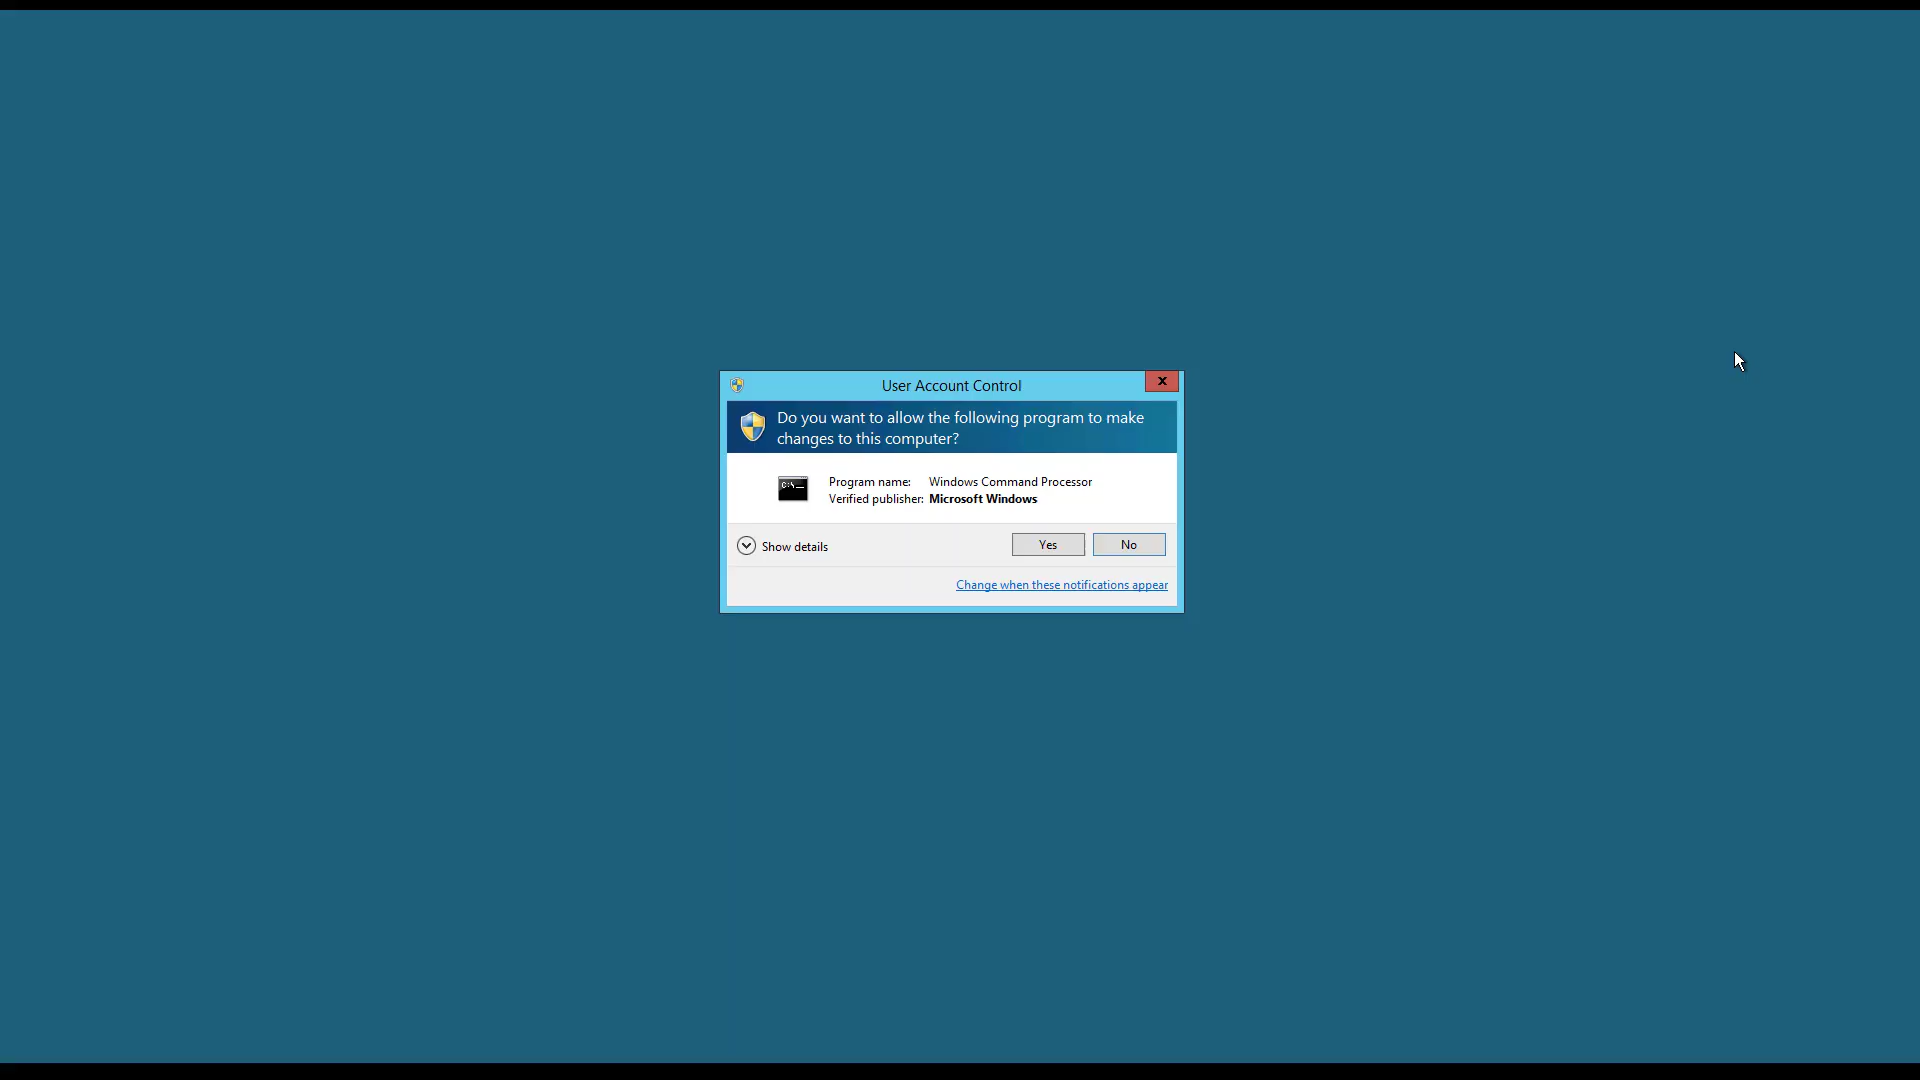 User Account Control
x
Do you want to allow the following program to make
changes to this computer?
C:\_
Program name: Windows Command Processor
Verified publisher: Microsoft Windows
Show details
Yes
No
Change when these notifications appear